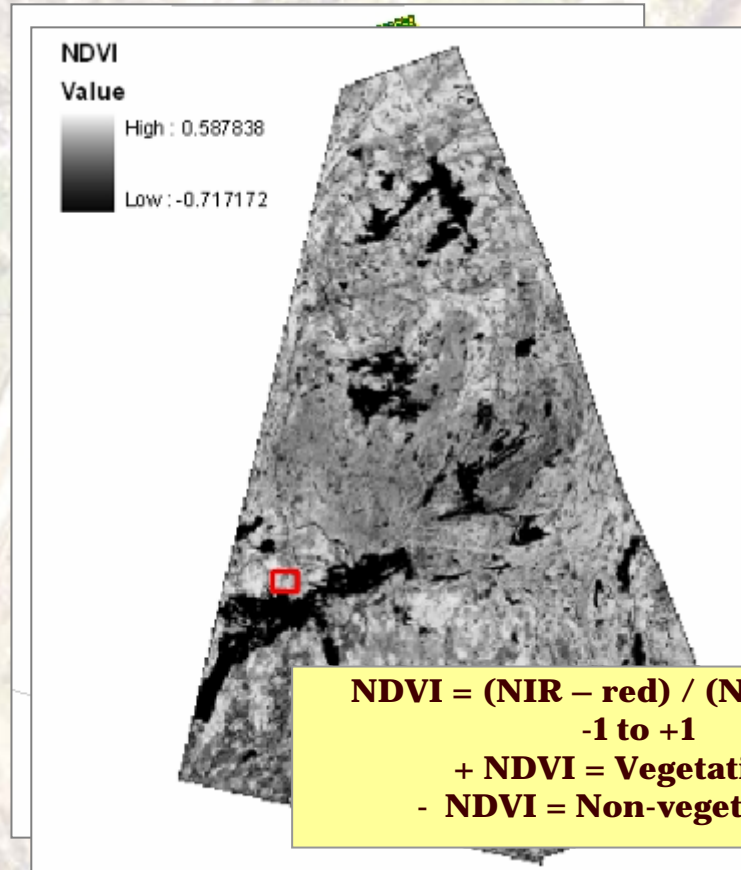 NDVI
Value
High : 0.587838
Low : -0.717172
NDVI = (NIR – red) / (N
-1 to +1
+ NDVI = Vegetati
- NDVI = Non-veget